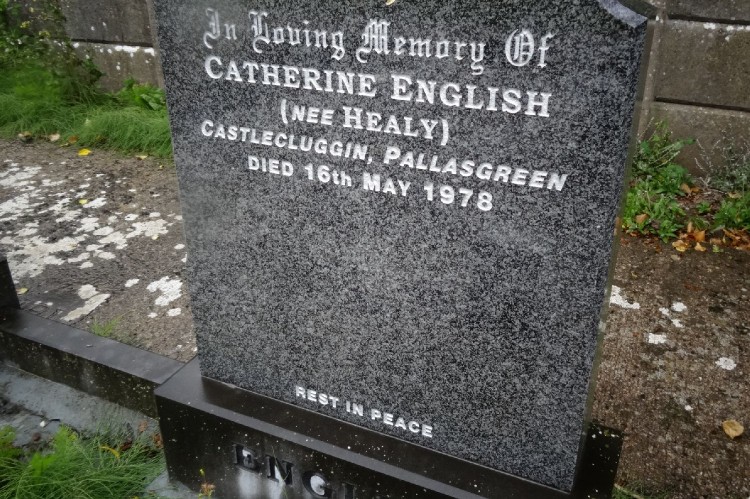 In Loving Memory Of
CATHERINE ENGLISH
(NEE HEALY)
CASTLECLUGGIN, PALLASGREEN
DIED 16th MAY 1978
REST IN PEACE